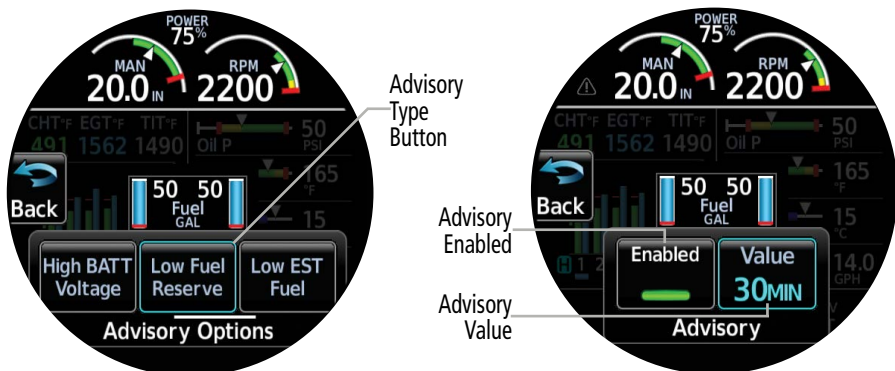 POWER
75%
MAN
20.0 IN
RPM
2200
CHT°F EGT°F TIT°F
491 1562 1490
Oil P
50
PSI
165
°F
Back
50 50
Fuel
GAL
15
High BATT
Voltage
Low Fuel
Reserve
Low EST
Fuel
Advisory Options
Advisory
Type
Button
Advisory
Enabled
Advisory
Value
POWER
75%
MAN
20.0 IN
RPM
2200
CHT°F EGT°F TIT°F
491 1562 1490
Oil P
50
PSI
165
°F
Back
50 50
Fuel
GAL
15
°C
H 1 2
14.0
GPH
Enabled
Value
30MIN
Advisory